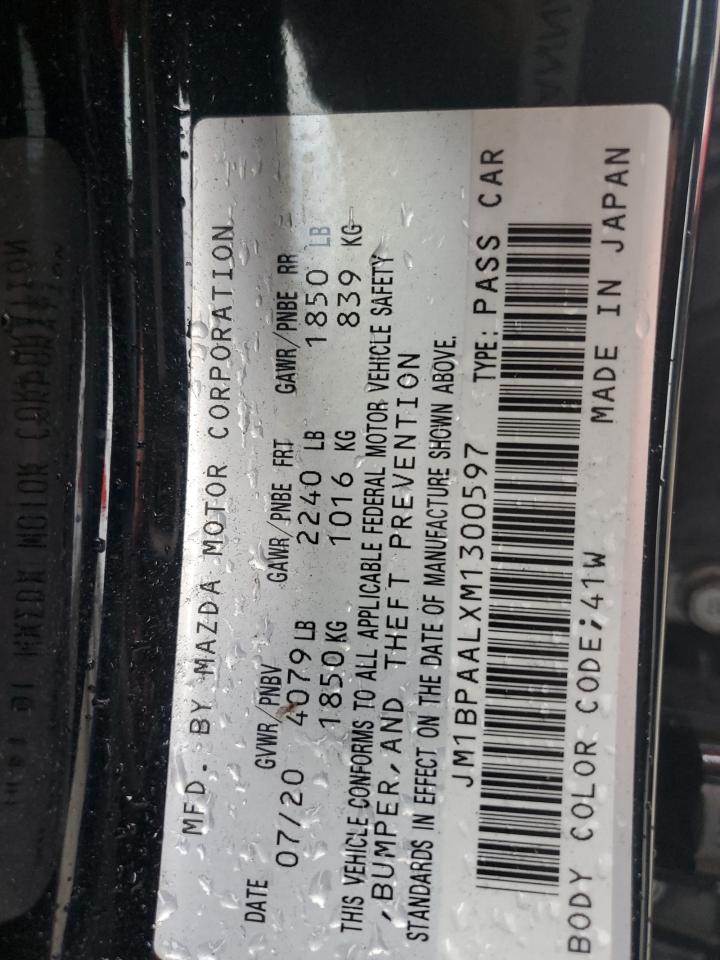 MFD. BY MAZDA MOTOR CORPORATION
DATE GVWR/PNBV GAWR/PNBE FRT GAWR/PNBE RR
07/20 4079 LB 2240 LB 1850 LB
1850 KG 1016 KG 839 KG
THIS VEHICLE CONFORMS TO ALL APPLICABLE FEDERAL MOTOR VEHICLE SAFETY
,BUMPER,AND THEFT PREVENTION
STANDARDS IN EFFECT ON THE DATE OF MANUFACTURE SHOWN ABOVE.
JM1BPAALXM1300597 TYPE: PASS CAR
BODY COLOR CODE;41W MADE IN JAPAN